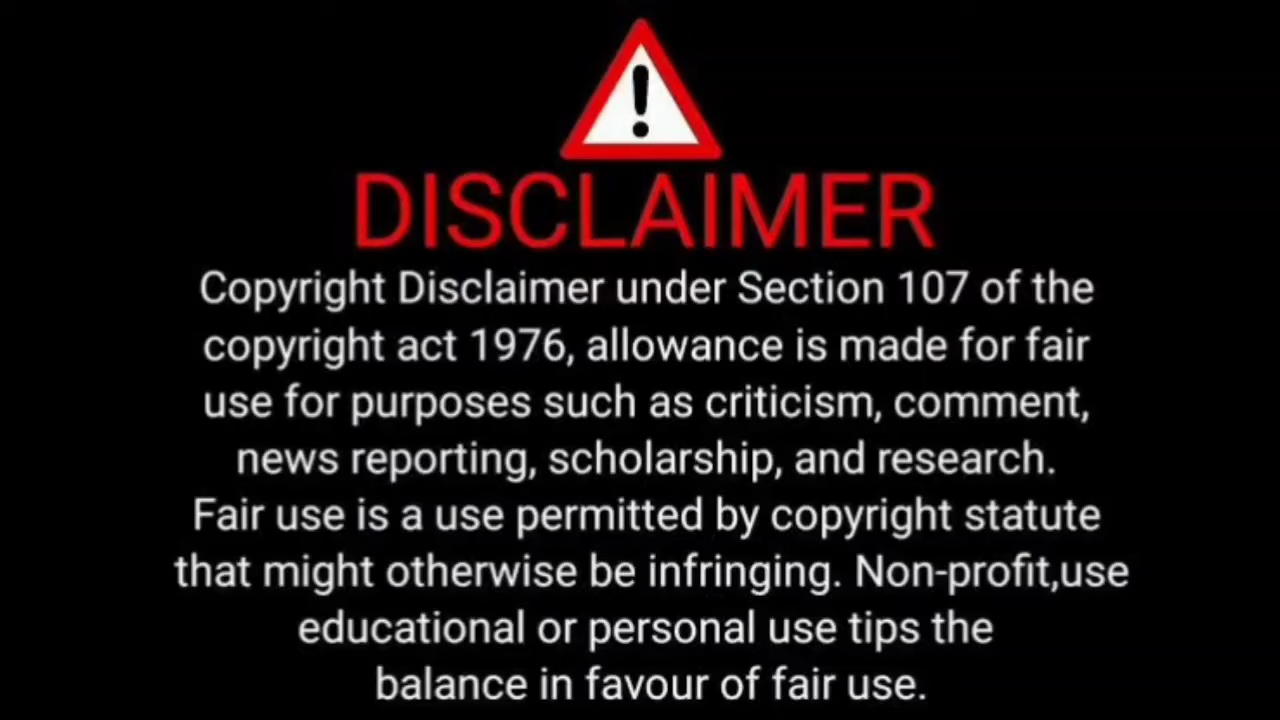 DISCLAIMER
Copyright Disclaimer under Section 107 of the
copyright act 1976, allowance is made for fair
use for purposes such as criticism, comment,
news reporting, scholarship, and research.
Fair use is a use permitted by copyright statute
that might otherwise be infringing. Non-profit,use
educational or personal use tips the
balance in favour of fair use.